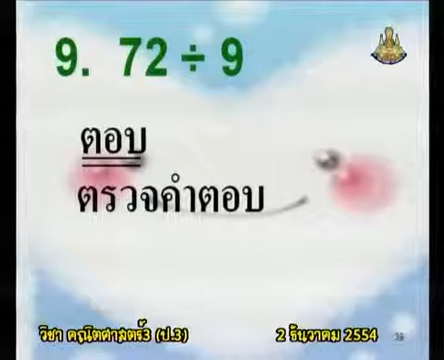 9. 72 ÷ 9
ตอบ
ตรวจคำตอบ
วิชา คณิตศาสตร์3 (ป.3) 2 ธันวาคม 2554